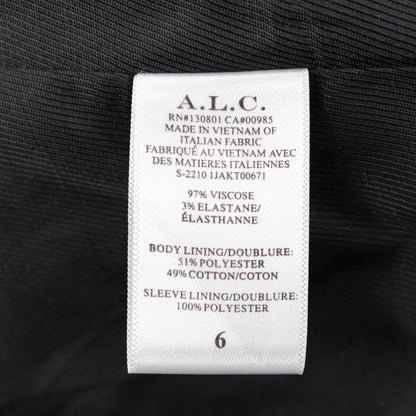 A.L.C.
RN#130801 CA#00985
MADE IN VIETNAM OF
ITALIAN FABRIC
FABRIQUÉ AU VIETNAM AVEC
DES MATIERES ITALIENNES
S-2210 1JAKT00671
97% VISCOSE
3% ELASTANE/
ÉLASTHANNE
BODY LINING/DOUBLURE:
51% POLYESTER
49% COTTON/COTON
SLEEVE LINING/DOUBLURE:
100% POLYESTER
6